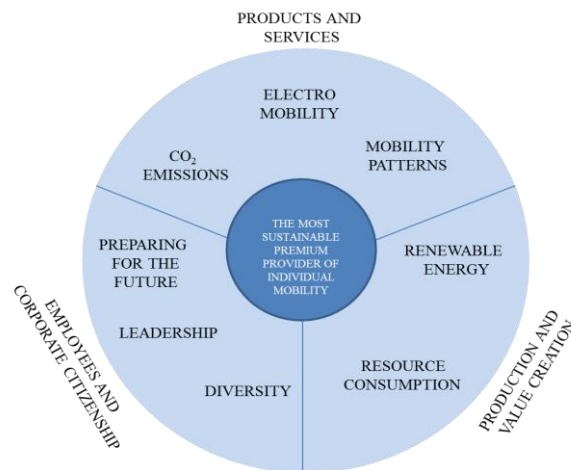 PRODUCTS AND
SERVICES
ELECTRO
MOBILITY
MOBILITY
PATTERNS
CO₂
EMISSIONS
THE MOST
SUSTAINABLE
PREMIUM
PROVIDER OF
INDIVIDUAL
MOBILITY
PREPARING
FOR THE
FUTURE
RENEWABLE
ENERGY
LEADERSHIP
RESOURCE
CONSUMPTION
DIVERSITY
EMPLOYEES AND
CORPORATE CITIZENSHIP
PRODUCTION AND
VALUE CREATION